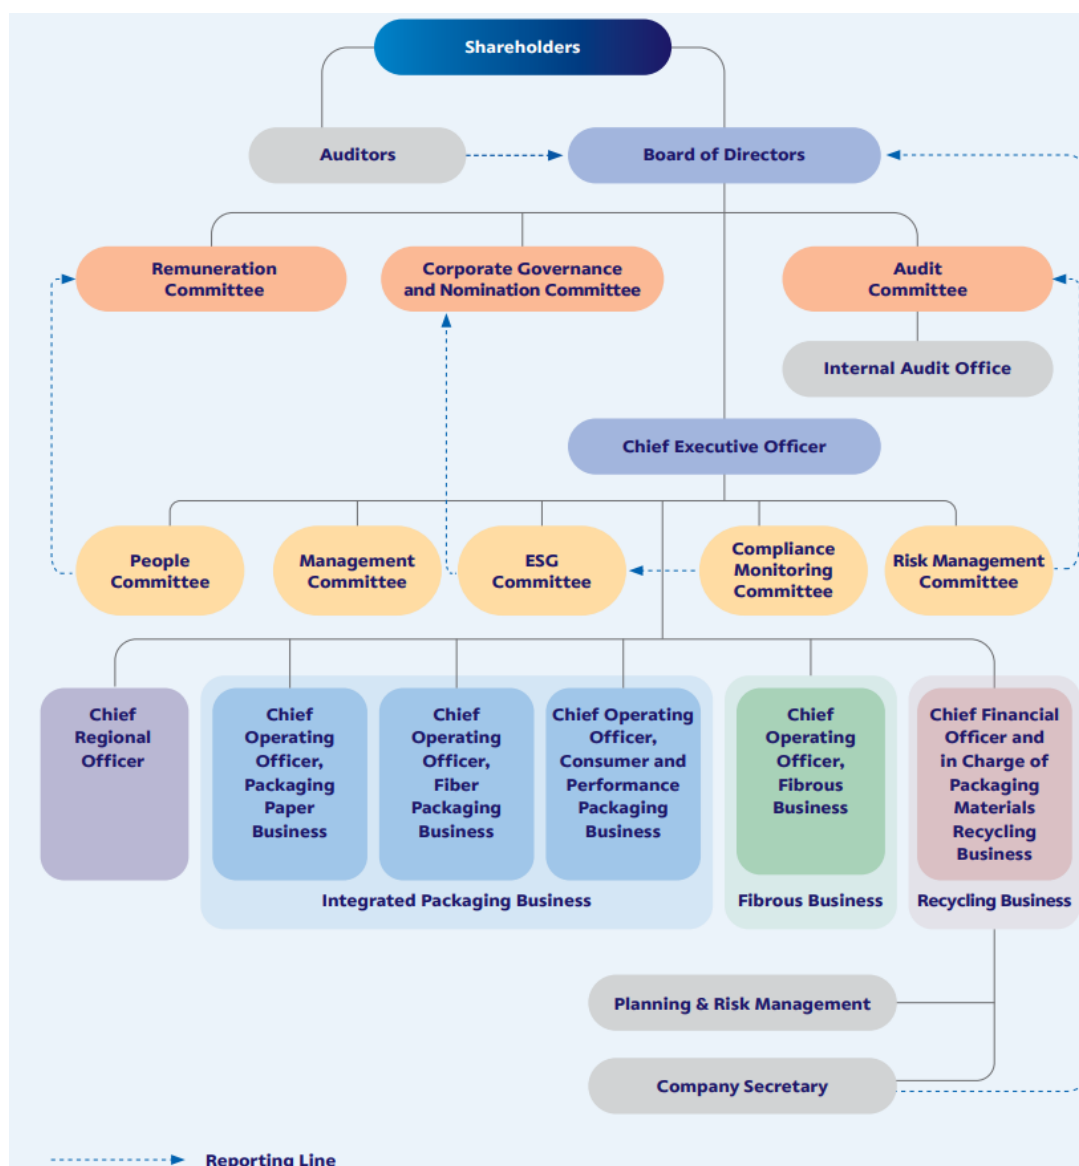 Shareholders
Auditors
Board of Directors
Remuneration
Committee
Corporate Governance
and Nomination Committee
Audit
Committee
Internal Audit Office
Chief Executive Officer
People
Committee
Management
Committee
ESG
Committee
Compliance
Monitoring
Committee
Risk Management
Committee
Chief
Regional
Officer
Chief
Operating
Officer,
Packaging
Paper
Business
Chief
Operating
Officer,
Fiber
Packaging
Business
Chief Operating
Officer,
Consumer and
Performance
Packaging
Business
Integrated Packaging Business
Chief
Operating
Officer,
Fibrous
Business
Fibrous Business
Chief Financial
Officer and
in Charge of
Packaging
Materials
Recycling
Business
Recycling Business
Planning & Risk Management
Company Secretary
Reporting Line